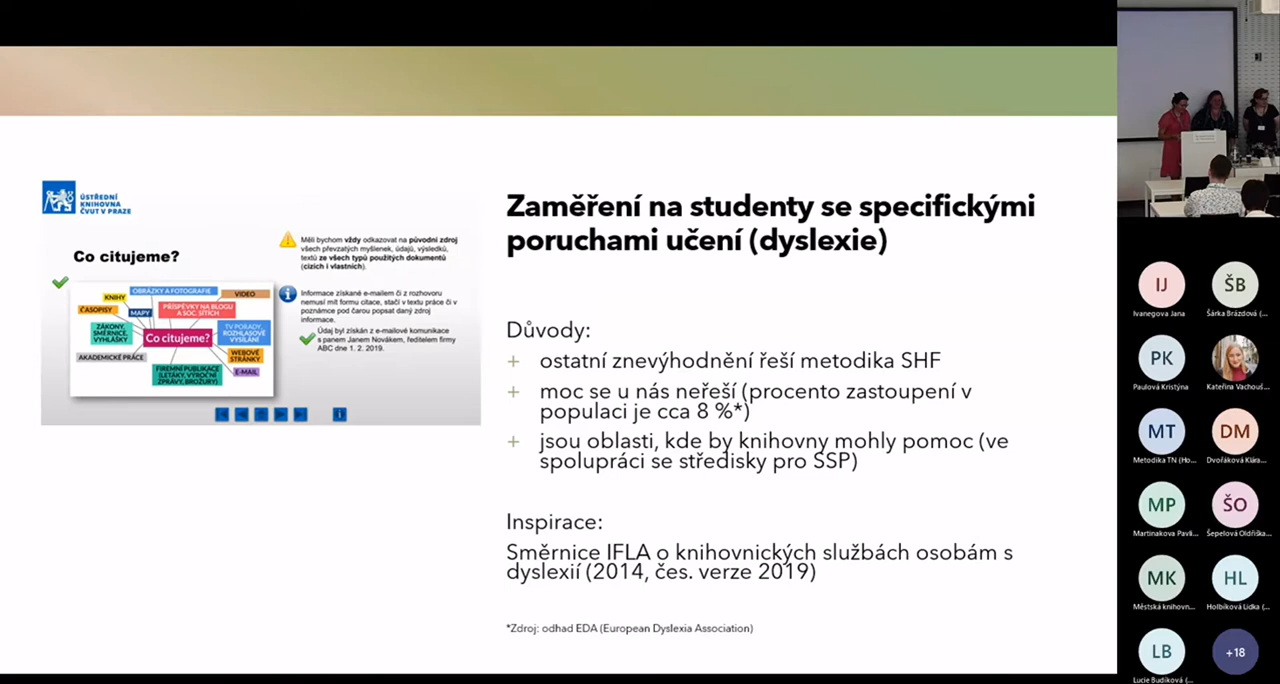 ÚSTŘEDNÍ
KNIHOVNA
ČVUT V PRAZE
Co citujeme?
OBRÁZKY A FOTOGRAFIE
VIDEO
KNIHY
ČASOPISY
MAPY
PŘÍSPĚVKY NA BLOGU
A SOC. SÍTÍCH
ZÁKONY,
SMĚRNICE,
VYHLÁŠKY
Co citujeme?
TV PORADY,
ROZHLASOVÉ
VYSÍLÁNÍ
AKADEMICKÉ PRÁCE
WEBOVÉ
STRÁNKY
FIREMNÍ PUBLIKACE
(LETÁKY, VÝROČNÍ
ZPRÁVY, BROŽURY)
E-MAIL
Měli bychom vždy odkazovat na původní zdroj
všech převzatých myšlenek, údajů, výsledků,
textů ze všech typů použitých dokumentů
(cizích i vlastních).
Informace získané e-mailem či z rozhovoru
nemusí mít formu citace, stačí v textu práce či v
poznámce pod čarou popsat daný zdroj
informace.
Údaj byl získán z e-mailové komunikace
s panem Janem Novákem, ředitelem firmy
ABC dne 1. 2. 2019.
Zaměření na studenty se specifickými
poruchami učení (dyslexie)
Důvody:
+ ostatní znevýhodnění řeší metodika SHF
+ moc se u nás neřeší (procento zastoupení v
populaci je cca 8 %*)
+ jsou oblasti, kde by knihovny mohly pomoc (ve
spolupráci se středisky pro SSP)
Inspirace:
Směrnice IFLA o knihovnických službách osobám s
dyslexií (2014, čes. verze 2019)
*Zdroj: odhad EDA (European Dyslexia Association)
IJ
Ivanegova Jana
ŠB
Šárka Brázdová (...
PK
Paulová Kristýna
Kateřina Vachouš...
MT
Metodika TN (Ho...
DM
Dvořáková Klára...
MP
Martinakova Pavli...
ŠO
Šepelová Oldřiška...
MK
Městská knihovn...
HL
Holbíková Lidka (...
LB
Lucie Budíková (...
+18